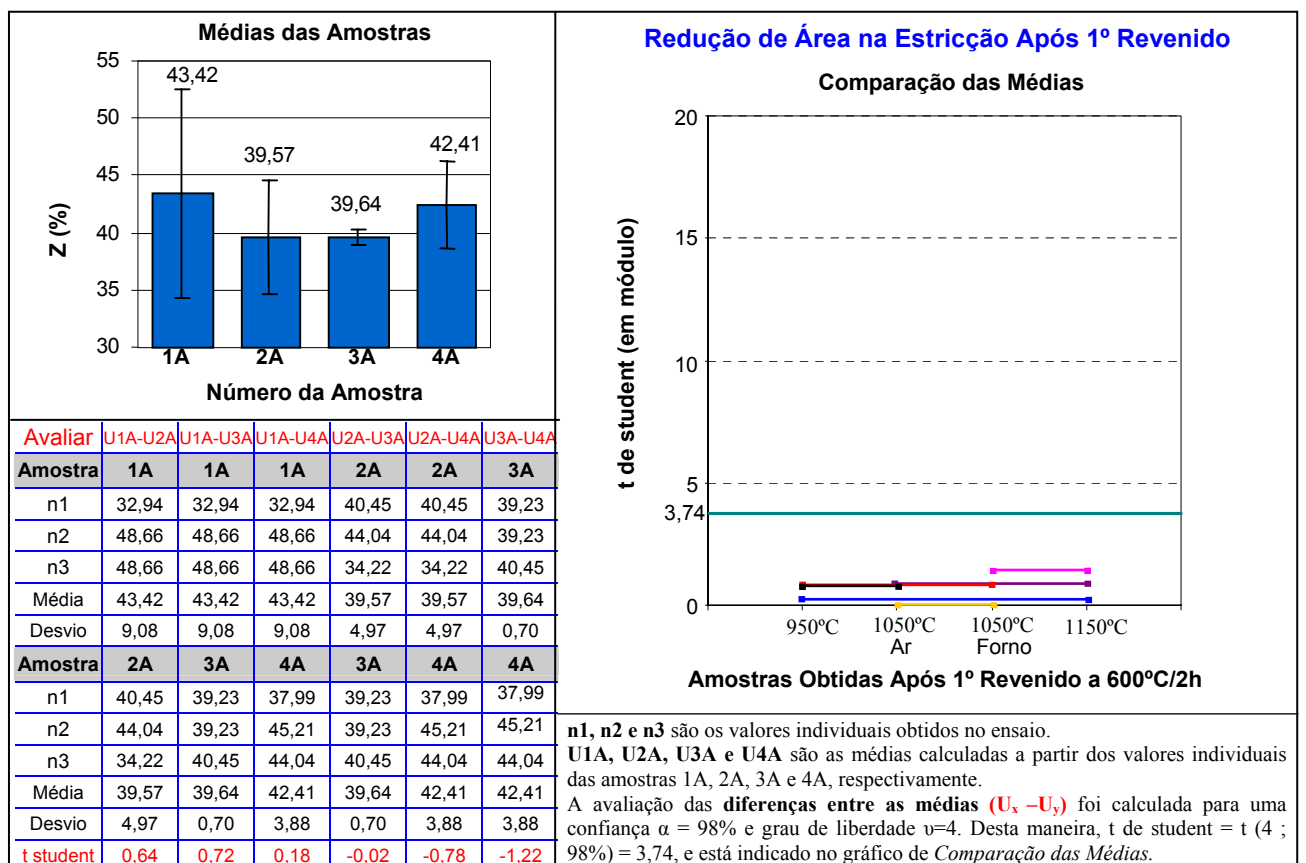 Médias das Amostras
55
50
45
40
35
30
Z (%)
43,42
39,57
39,64
42,41
1A 2A 3A 4A
Número da Amostra
Avaliar U1A-U2A U1A-U3A U1A-U4A U2A-U3A U2A-U4A U3A-U4A
Amostra 1A 1A 1A 2A 2A 3A
n1 32,94 32,94 32,94 40,45 40,45 39,23
n2 48,66 48,66 48,66 44,04 44,04 39,23
n3 48,66 48,66 48,66 34,22 34,22 40,45
Média 43,42 43,42 43,42 39,57 39,57 39,64
Desvio 9,08 9,08 9,08 4,97 4,97 0,70
Amostra 2A 3A 4A 3A 4A 4A
n1 40,45 39,23 37,99 39,23 37,99 37,99
n2 44,04 39,23 45,21 39,23 45,21 45,21
n3 34,22 40,45 44,04 40,45 44,04 44,04
Média 39,57 39,64 42,41 39,64 42,41 42,41
Desvio 4,97 0,70 3,88 0,70 3,88 3,88
t student 0,64 0,72 0,18 -0,02 -0,78 -1,22
Redução de Área na Estricção Após 1º Revenido
Comparação das Médias
20
15
10
5
3,74
0
t de student (em módulo)
950ºC 1050ºC 1050ºC 1150ºC
Ar Forno
Amostras Obtidas Após 1º Revenido a 600ºC/2h
n1, n2 e n3 são os valores individuais obtidos no ensaio.
U1A, U2A, U3A e U4A são as médias calculadas a partir dos valores individuais
das amostras 1A, 2A, 3A e 4A, respectivamente.
A avaliação das diferenças entre as médias (Ux –Uy) foi calculada para uma
confiança α = 98% e grau de liberdade υ=4. Desta maneira, t de student = t (4 ;
98%) = 3,74, e está indicado no gráfico de Comparação das Médias.